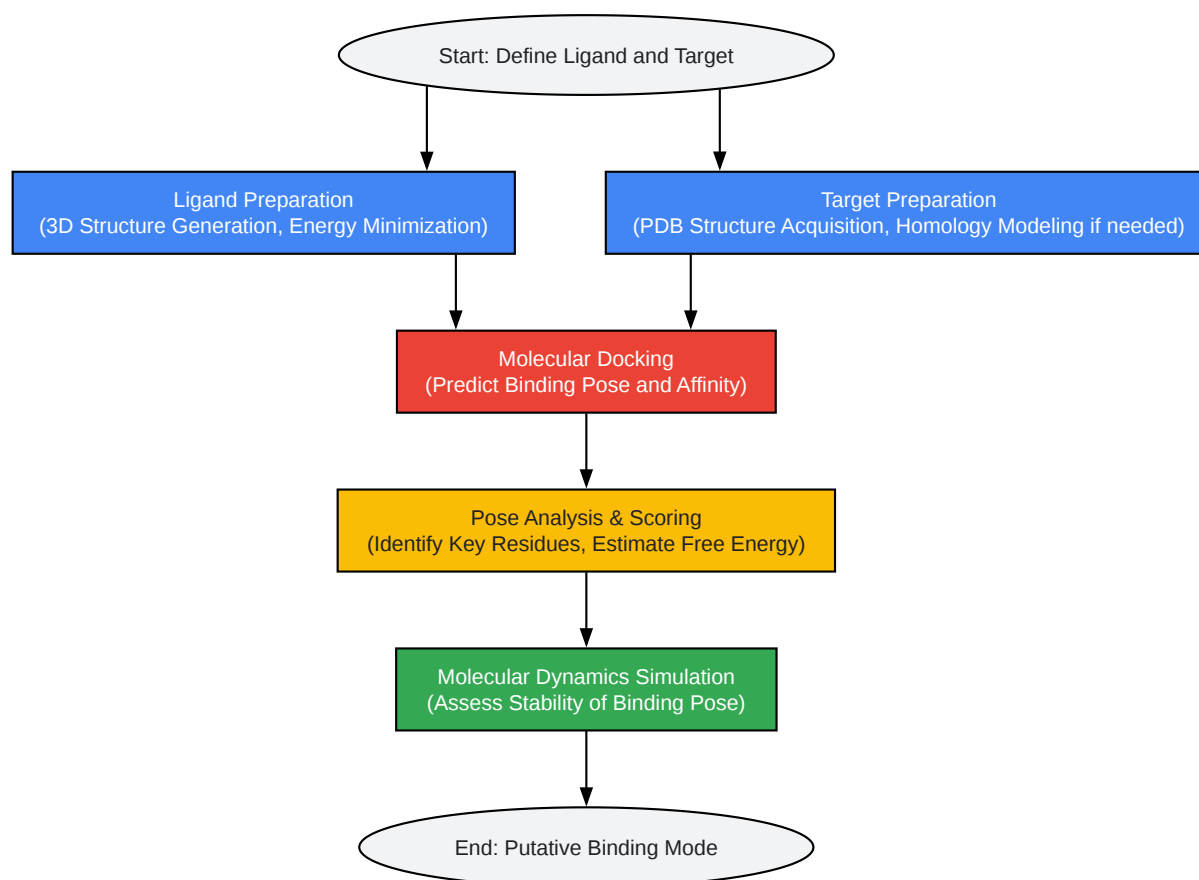 Start: Define Ligand and Target
Ligand Preparation
(3D Structure Generation, Energy Minimization)
Target Preparation
(PDB Structure Acquisition, Homology Modeling if needed)
Molecular Docking
(Predict Binding Pose and Affinity)
Pose Analysis & Scoring
(Identify Key Residues, Estimate Free Energy)
Molecular Dynamics Simulation
(Assess Stability of Binding Pose)
End: Putative Binding Mode